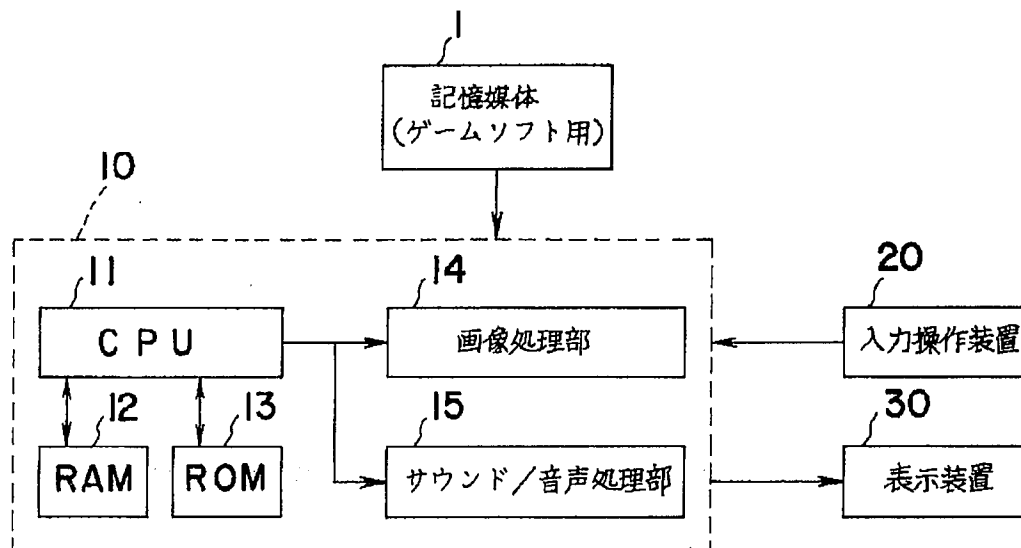 1
記憶媒体
(ゲームソフト用)
10
11
CPU
14
画像処理部
20
入力操作装置
12
RAM
13
ROM
15
サウンド/音声処理部
30
表示装置